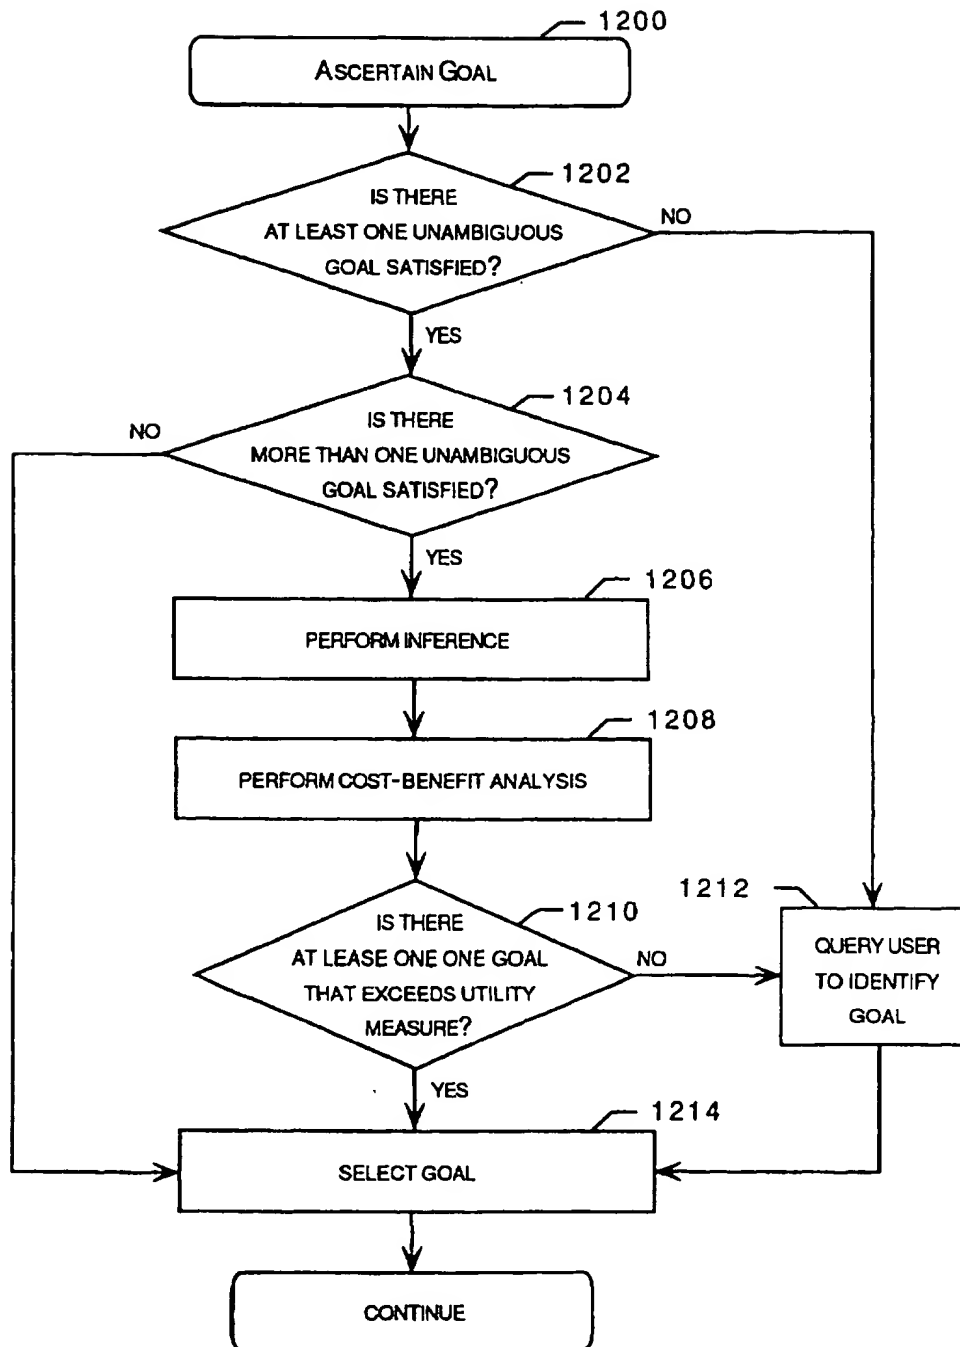 1200
ASCERTAIN GOAL
1202
IS THERE
AT LEAST ONE UNAMBIGUOUS
GOAL SATISFIED?
NO
YES
1204
IS THERE
MORE THAN ONE UNAMBIGUOUS
GOAL SATISFIED?
NO
YES
1206
PERFORM INFERENCE
1208
PERFORM COST-BENEFIT ANALYSIS
1210
IS THERE
AT LEASE ONE ONE GOAL
THAT EXCEEDS UTILITY
MEASURE?
NO
YES
1212
QUERY USER
TO IDENTIFY
GOAL
1214
SELECT GOAL
CONTINUE